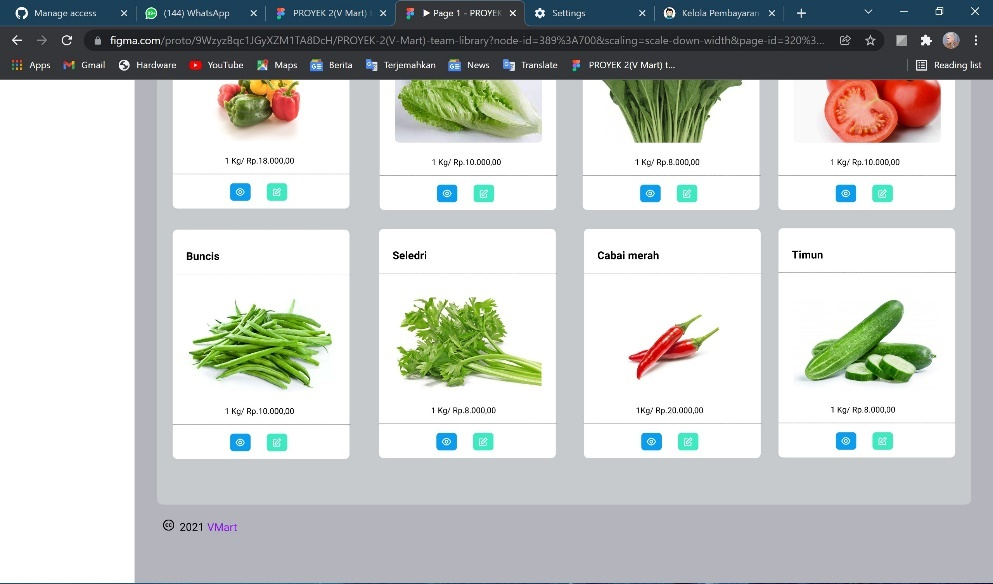 Manage access
(144) WhatsApp
PROYEK 2(V Mart)
Page 1 - PROYEK
Settings
Kelola Pembayaran
figma.com/proto/9WzyzBqc1JGyXZM1TA8DcH/PROYEK-2(V-Mart)-team-library?node-id=389%3A700&scaling=scale-down-width&page-id=320%3...
Apps Gmail Hardware YouTube Maps Berita Terjemahkan News Translate PROYEK 2(V Mart) t... Reading list
1 Kg/ Rp.18.000,00
1 Kg/ Rp.10.000,00
1 Kg/ Rp.8.000,00
1 Kg/ Rp.10.000,00
Buncis
Seledri
Cabai merah
Timun
1 Kg/ Rp.10.000,00
1 Kg/ Rp.8.000,00
1Kg/ Rp.20.000,00
1 Kg/ Rp.8.000,00
2021 VMart